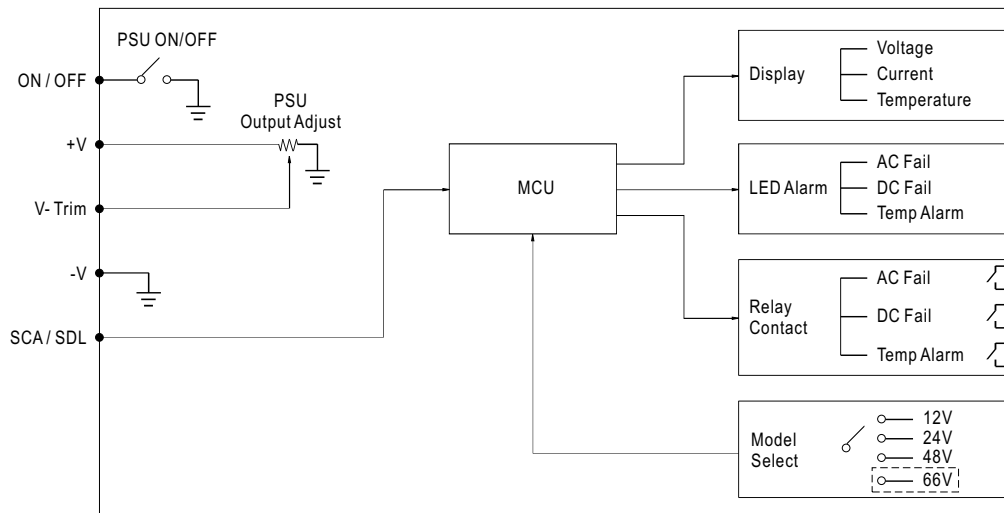 PSU ON/OFF
ON / OFF
PSU
Output Adjust
+V
V- Trim
-V
SCA / SDL
MCU
Display
Voltage
Current
Temperature
LED Alarm
AC Fail
DC Fail
Temp Alarm
Relay
Contact
AC Fail
DC Fail
Temp Alarm
Model
Select
12V
24V
48V
66V